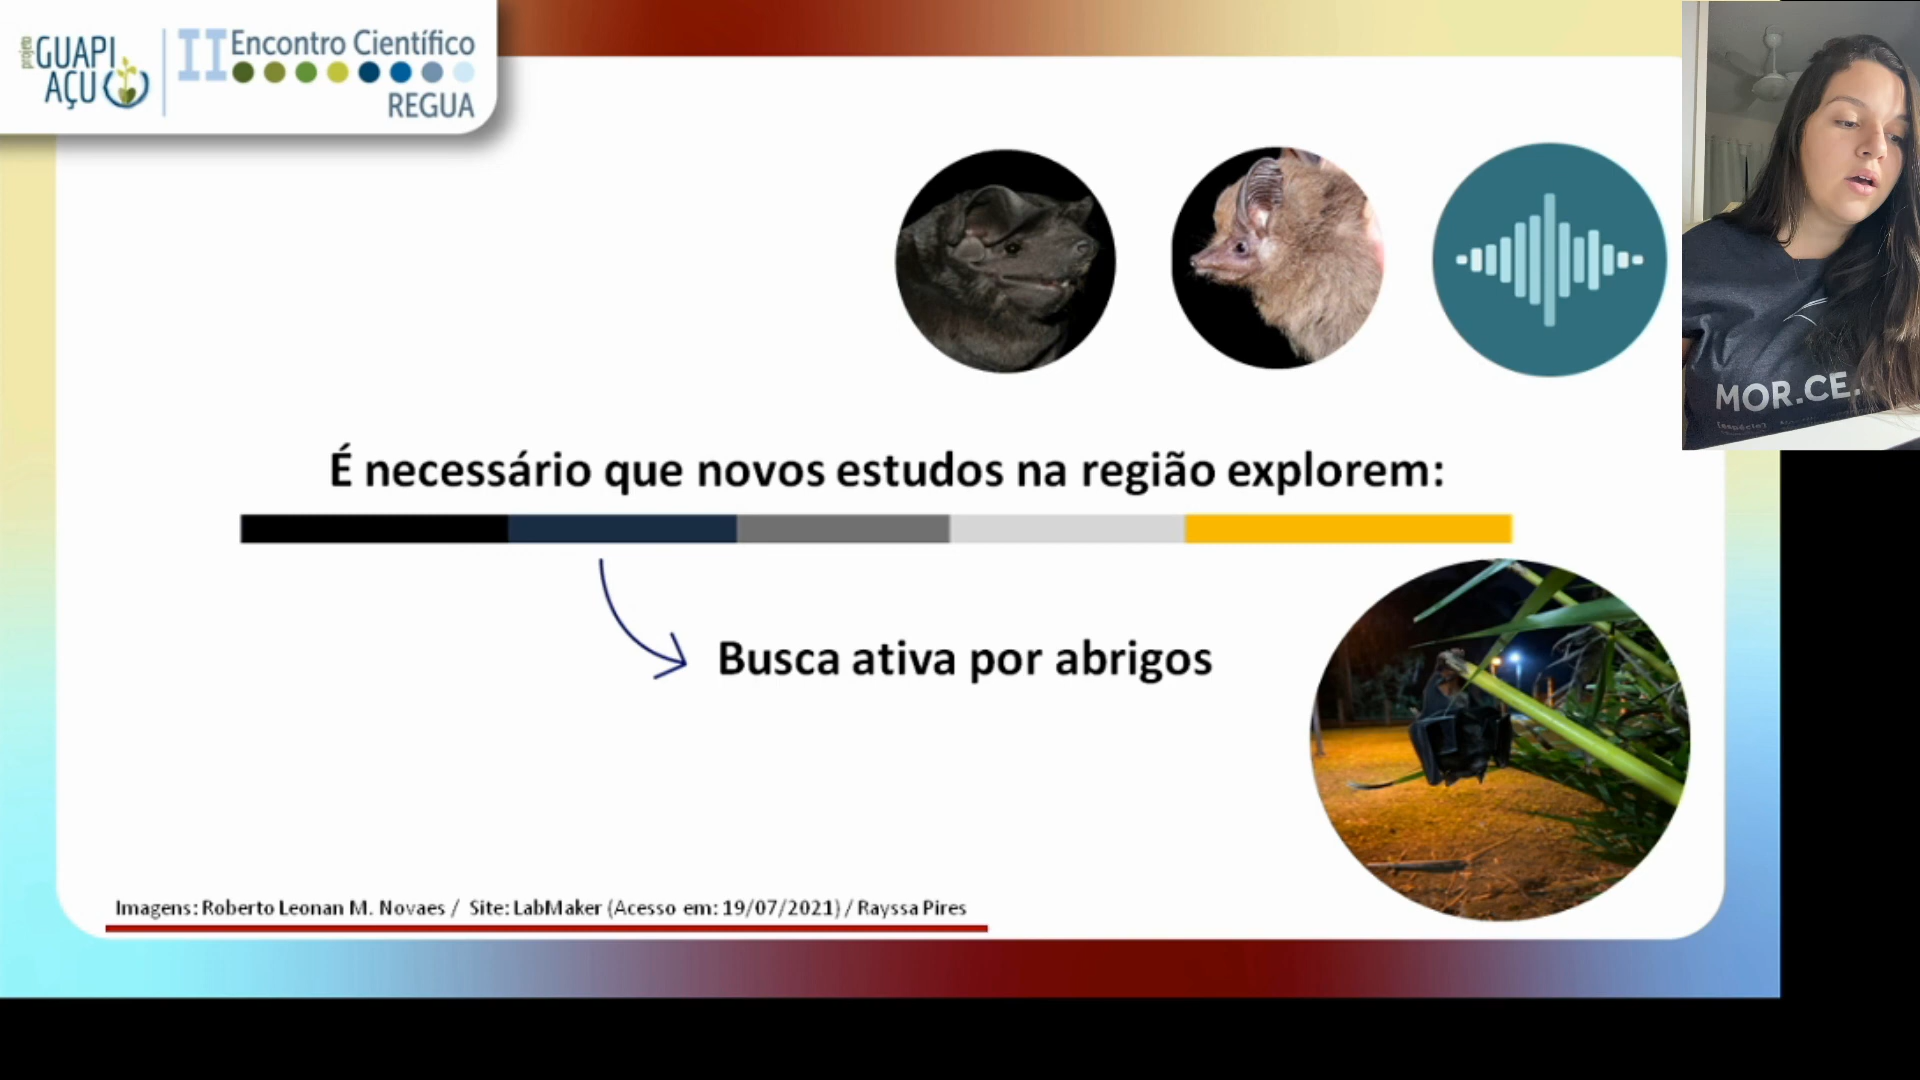 projeto
GUAPI
AÇU
II Encontro Científico
REGUA
MOR.CE.
É necessário que novos estudos na região explorem:
Busca ativa por abrigos
Imagens: Roberto Leonan M. Novaes / Site: LabMaker (Acesso em: 19/07/2021) / Rayssa Pires